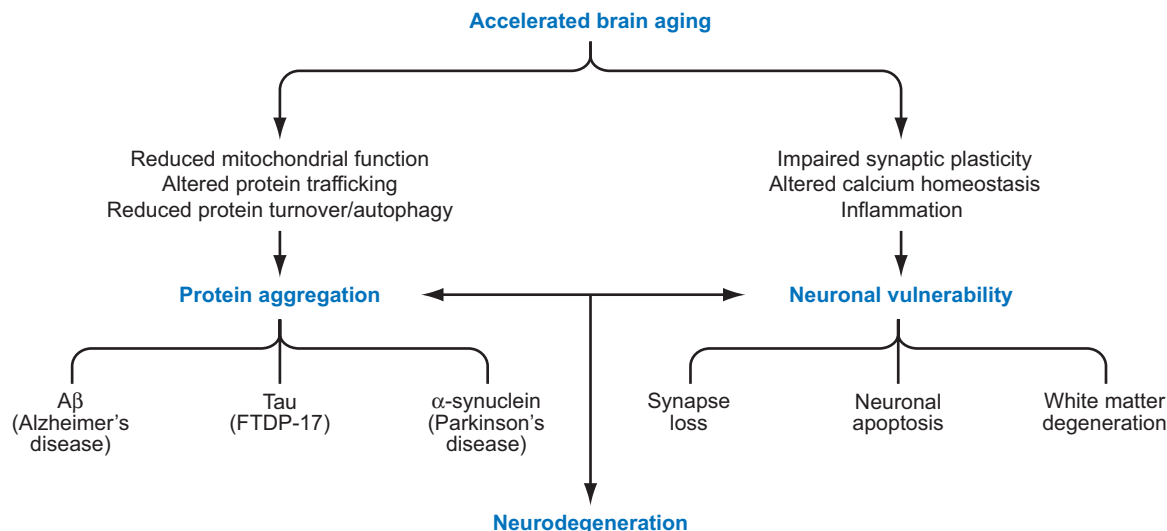 Accelerated brain aging
Reduced mitochondrial function
Altered protein trafficking
Reduced protein turnover/autophagy
Impaired synaptic plasticity
Altered calcium homeostasis
Inflammation
Protein aggregation
Neuronal vulnerability
Aβ
(Alzheimer’s
disease)
Tau
(FTDP-17)
α-synuclein
(Parkinson’s
disease)
Synapse
loss
Neuronal
apoptosis
White matter
degeneration
Neurodegeneration